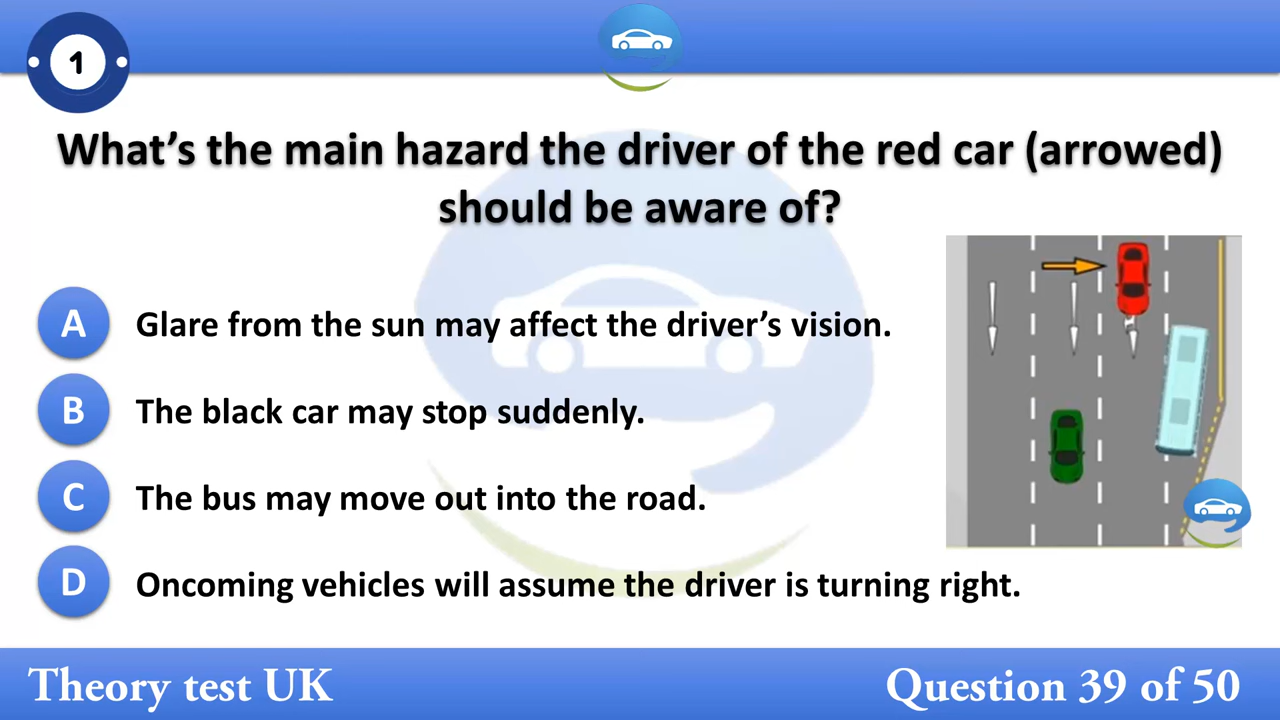 1
What’s the main hazard the driver of the red car (arrowed)
should be aware of?
A
Glare from the sun may affect the driver’s vision.
B
The black car may stop suddenly.
C
The bus may move out into the road.
D
Oncoming vehicles will assume the driver is turning right.
Theory test UK
Question 39 of 50